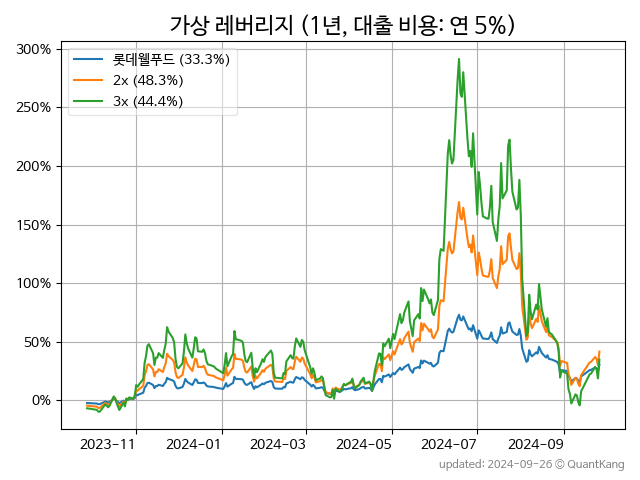 가상 레버리지 (1년, 대출 비용: 연 5%)
300%
250%
200%
150%
100%
50%
0%
롯데웰푸드 (33.3%)
2x (48.3%)
3x (44.4%)
2023-11
2024-01
2024-03
2024-05
2024-07
2024-09
updated: 2024-09-26 © QuantKang